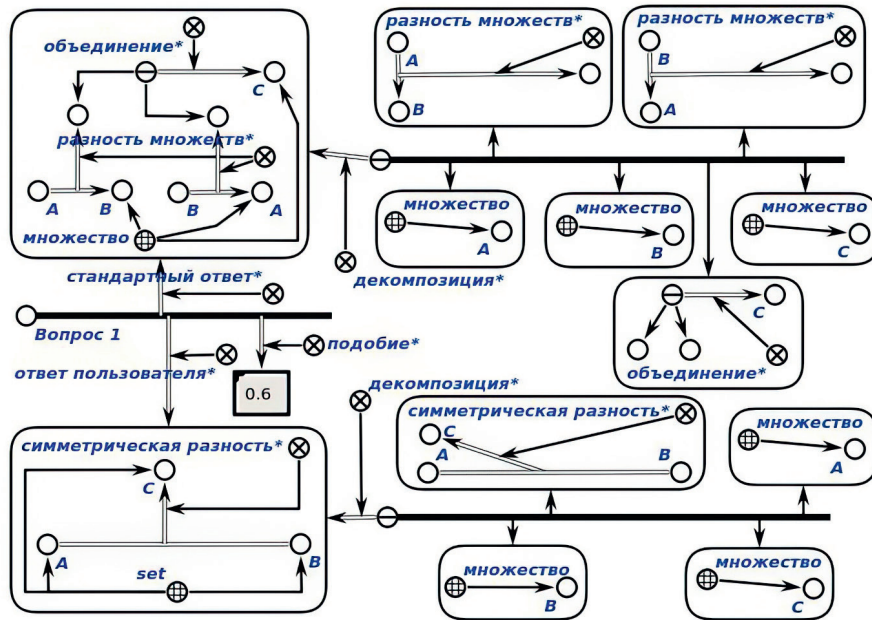 объединение*
C
разность множеств*
A
B
B
A
множество
стандартный ответ*
Вопрос 1
ответ пользователя*
подобие*
0.6
симметрическая разность*
C
A
B
set
разность множеств*
A
B
разность множеств*
B
A
множество
A
множество
B
множество
C
декомпозиция*
C
объединение*
декомпозиция*
симметрическая разность*
C
A
B
множество
A
множество
B
множество
C